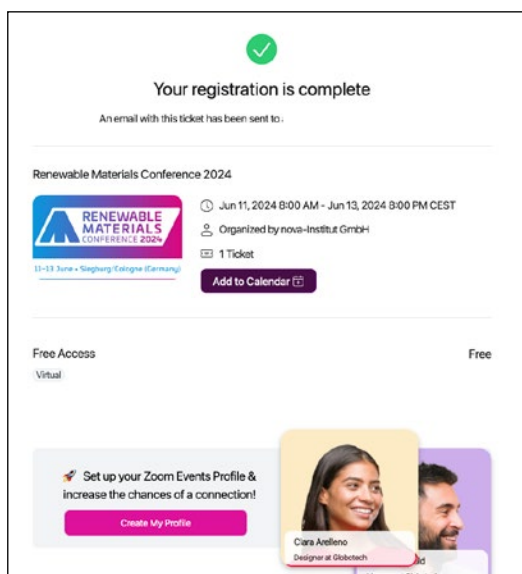 Your registration is complete
An email with this ticket has been sent to:
Renewable Materials Conference 2024
RENEWABLE
MATERIALS
CONFERENCE 2024
11–13 June • Siegburg/Cologne (Germany)
Jun 11, 2024 8:00 AM - Jun 13, 2024 8:00 PM CEST
Organized by nova-Institut GmbH
1 Ticket
Add to Calendar
Free Access
Free
Virtual
Set up your Zoom Events Profile &
increase the chances of a connection!
Create My Profile
Ciara Arelleno
Designer at Globotech